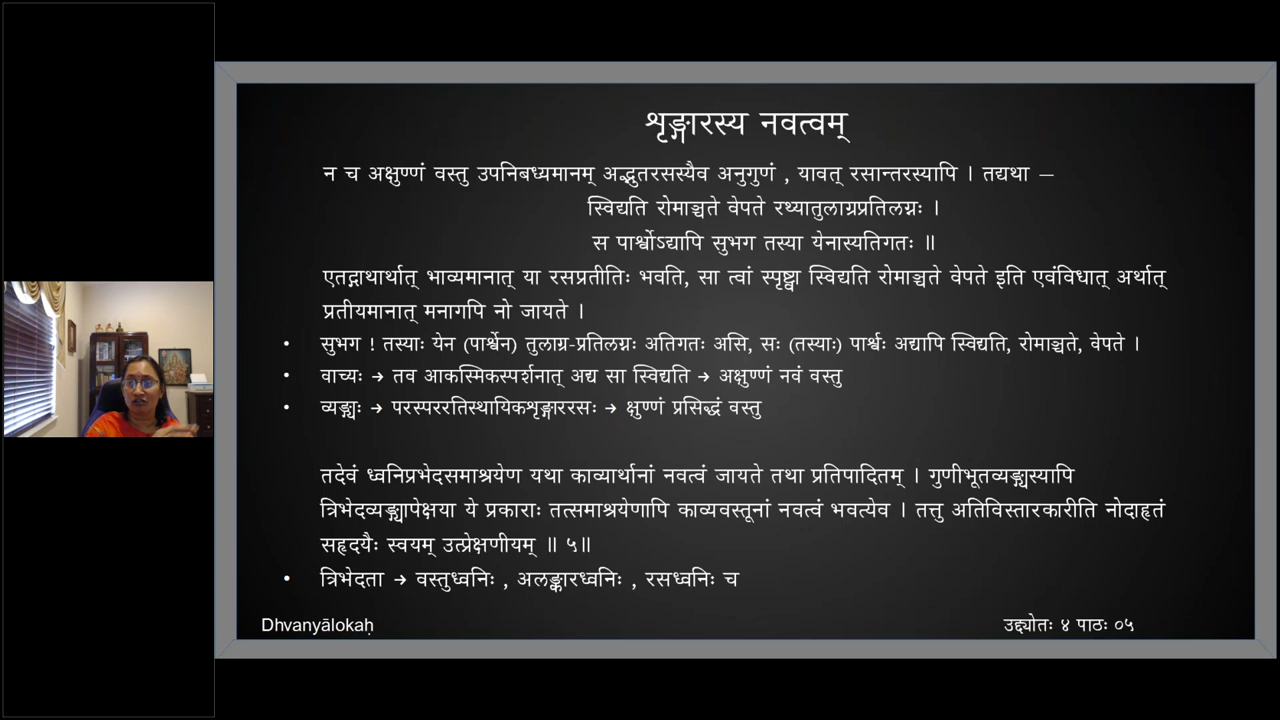 शृङ्गारस्य नवत्वम्
न च अक्षुण्णं वस्तु उपनिबध्यमानम् अद्भुतरसस्यैव अनुगुणं , यावत् रसान्तरस्यापि । तद्यथा –
स्विद्यति रोमाञ्चते वेपते रथ्यातुलाग्रप्रतिलग्नः ।
स पार्श्वोऽद्यापि सुभग तस्या येनास्यतिगतः ॥
एतद्गाथार्थात् भाव्यमानात् या रसप्रतीतिः भवति, सा त्वां स्पृष्ट्वा स्विद्यति रोमाञ्चते वेपते इति एवंविधात् अर्थात्
प्रतीयमानात् मनागपि नो जायते ।
• सुभग ! तस्याः येन (पार्श्वेन) तुलाग्र-प्रतिलग्नः अतिगतः असि, सः (तस्याः) पार्श्वः अद्यापि स्विद्यति, रोमाञ्चते, वेपते ।
• वाच्यः → तव आकस्मिकस्पर्शनात् अद्य सा स्विद्यति → अक्षुण्णं नवं वस्तु
• व्यङ्ग्यः → परस्पररतिस्थायिकशृङ्गाररसः → क्षुण्णं प्रसिद्धं वस्तु
तदेवं ध्वनिप्रभेदसमाश्रयेण यथा काव्यार्थानां नवत्वं जायते तथा प्रतिपादितम् । गुणीभूतव्यङ्ग्यस्यापि
त्रिभेदव्यङ्ग्यापेक्षया ये प्रकाराः तत्समाश्रयेणापि काव्यवस्तूनां नवत्वं भवत्येव । तत्तु अतिविस्तारकारीति नोदाहृतं
सहृदयैः स्वयम् उत्प्रेक्षणीयम् ॥ ५॥
• त्रिभेदता → वस्तुध्वनिः , अलङ्कारध्वनिः , रसध्वनिः च
Dhvanyālokaḥ
उद्द्योतः ४ पाठः ०५